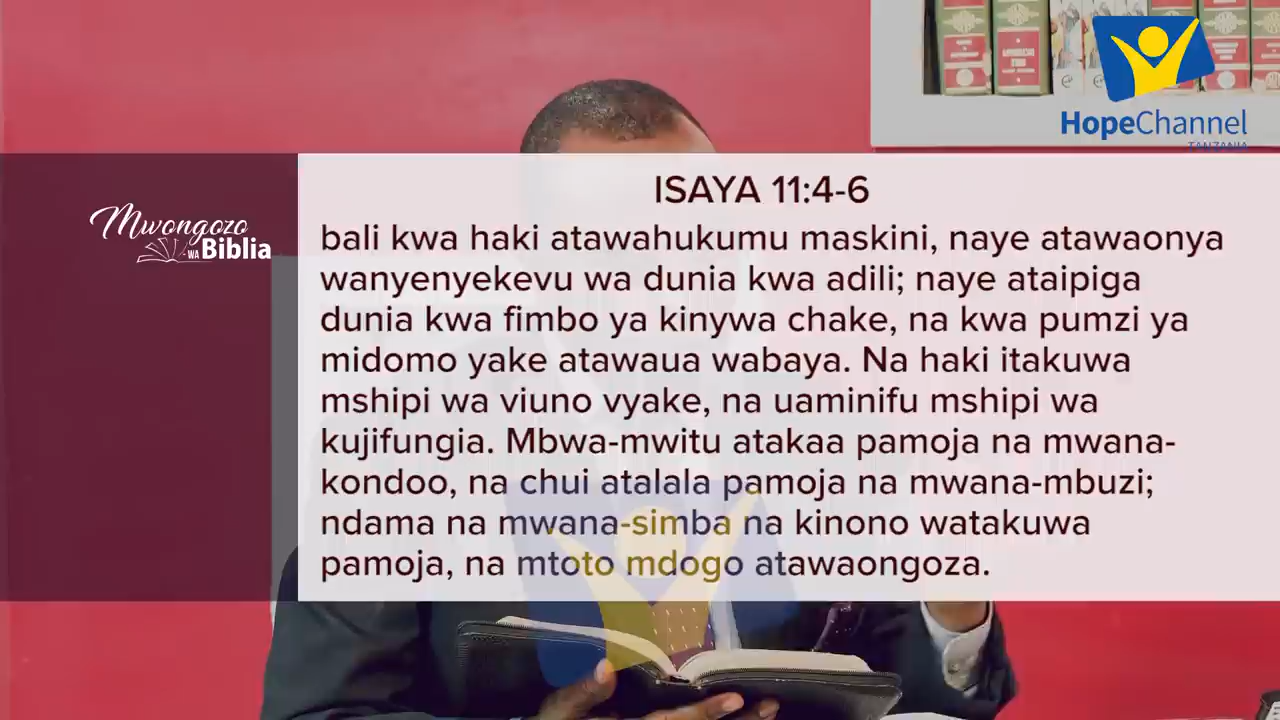 HopeChannel
TANZANIA
Mwongozo
WA Biblia
ISAYA 11:4-6
bali kwa haki atawahukumu maskini, naye atawaonya
wanyenyekevu wa dunia kwa adili; naye ataipiga
dunia kwa fimbo ya kinywa chake, na kwa pumzi ya
midomo yake atawaua wabaya. Na haki itakuwa
mshipi wa viuno vyake, na uaminifu mshipi wa
kujifungia. Mbwa-mwitu atakaa pamoja na mwana-
kondoo, na chui atalala pamoja na mwana-mbuzi;
ndama na mwana-simba na kinono watakuwa
pamoja, na mtoto mdogo atawaongoza.